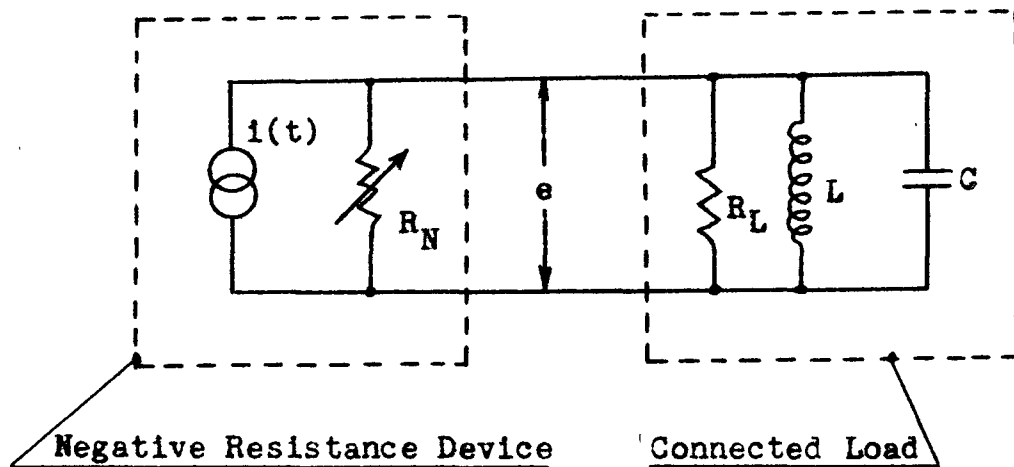 i(t)
R_N
e
R_L
L
C
Negative Resistance Device
Connected Load